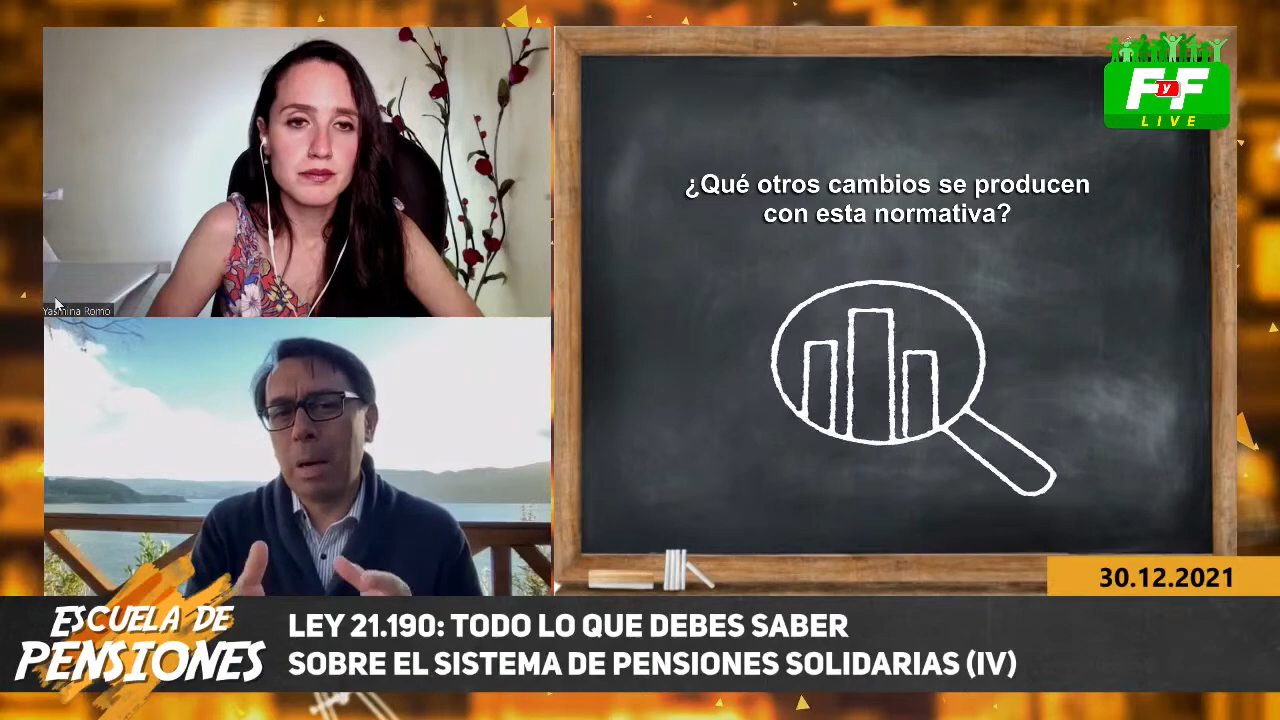 FyF
LIVE
¿Qué otros cambios se producen
con esta normativa?
Yasmina Romo
30.12.2021
ESCUELA DE
PENSIONES
LEY 21.190: TODO LO QUE DEBES SABER
SOBRE EL SISTEMA DE PENSIONES SOLIDARIAS (IV)